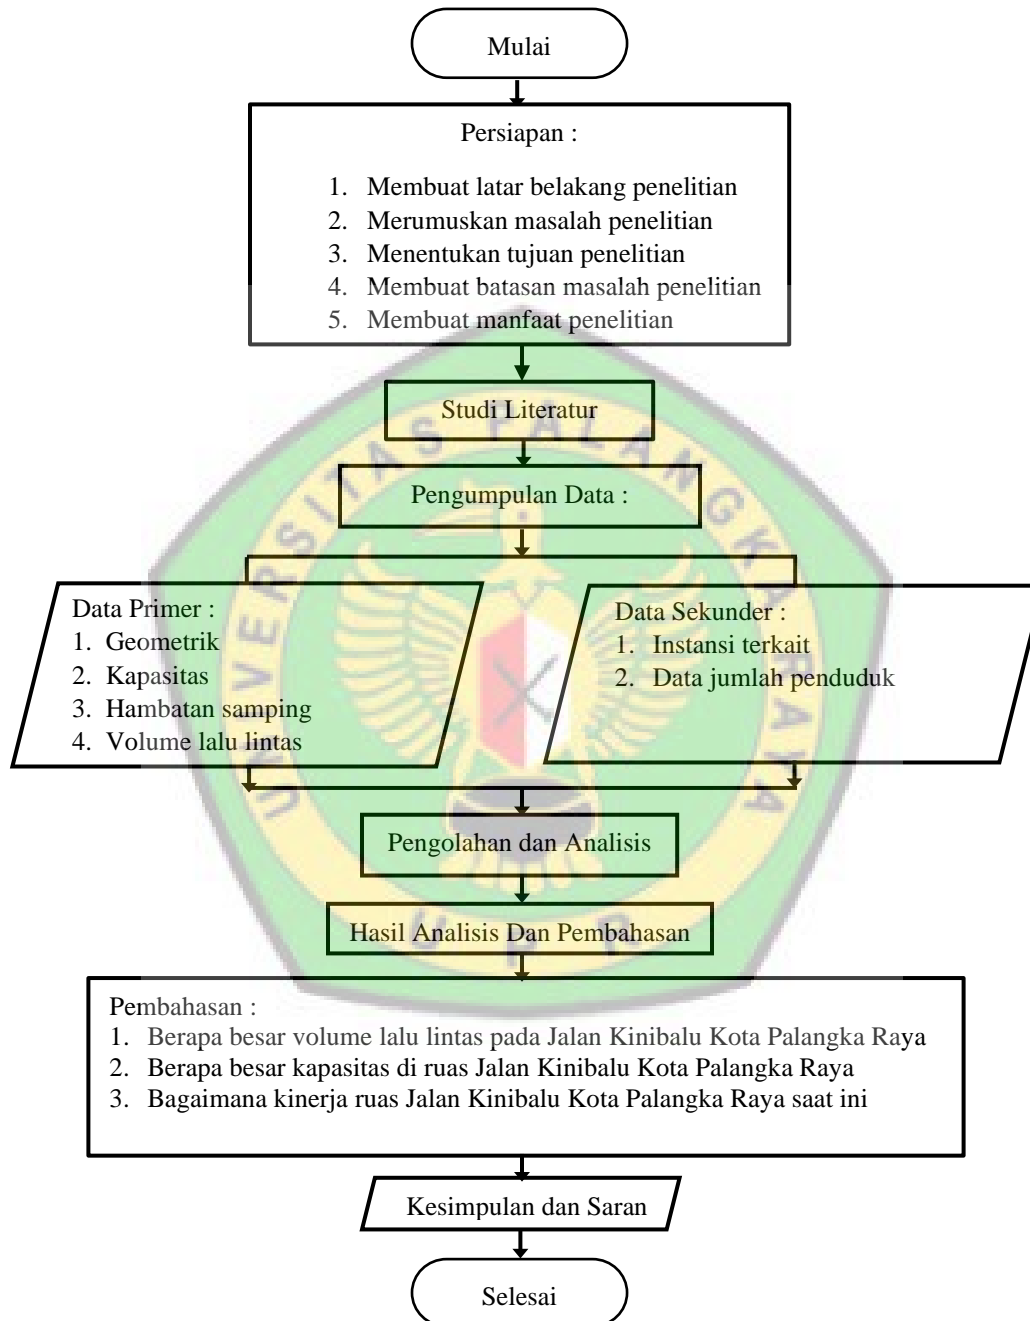 Mulai
Persiapan :
1. Membuat latar belakang penelitian
2. Merumuskan masalah penelitian
3. Menentukan tujuan penelitian
4. Membuat batasan masalah penelitian
5. Membuat manfaat penelitian
Studi Literatur
UNIVERSITAS PALANGKA RAYA
Pengumpulan Data :
Data Primer :
1. Geometrik
2. Kapasitas
3. Hambatan samping
4. Volume lalu lintas
Data Sekunder :
1. Instansi terkait
2. Data jumlah penduduk
Pengolahan dan Analisis
Hasil Analisis Dan Pembahasan
U P R
Pembahasan :
1. Berapa besar volume lalu lintas pada Jalan Kinibalu Kota Palangka Raya
2. Berapa besar kapasitas di ruas Jalan Kinibalu Kota Palangka Raya
3. Bagaimana kinerja ruas Jalan Kinibalu Kota Palangka Raya saat ini
Kesimpulan dan Saran
Selesai